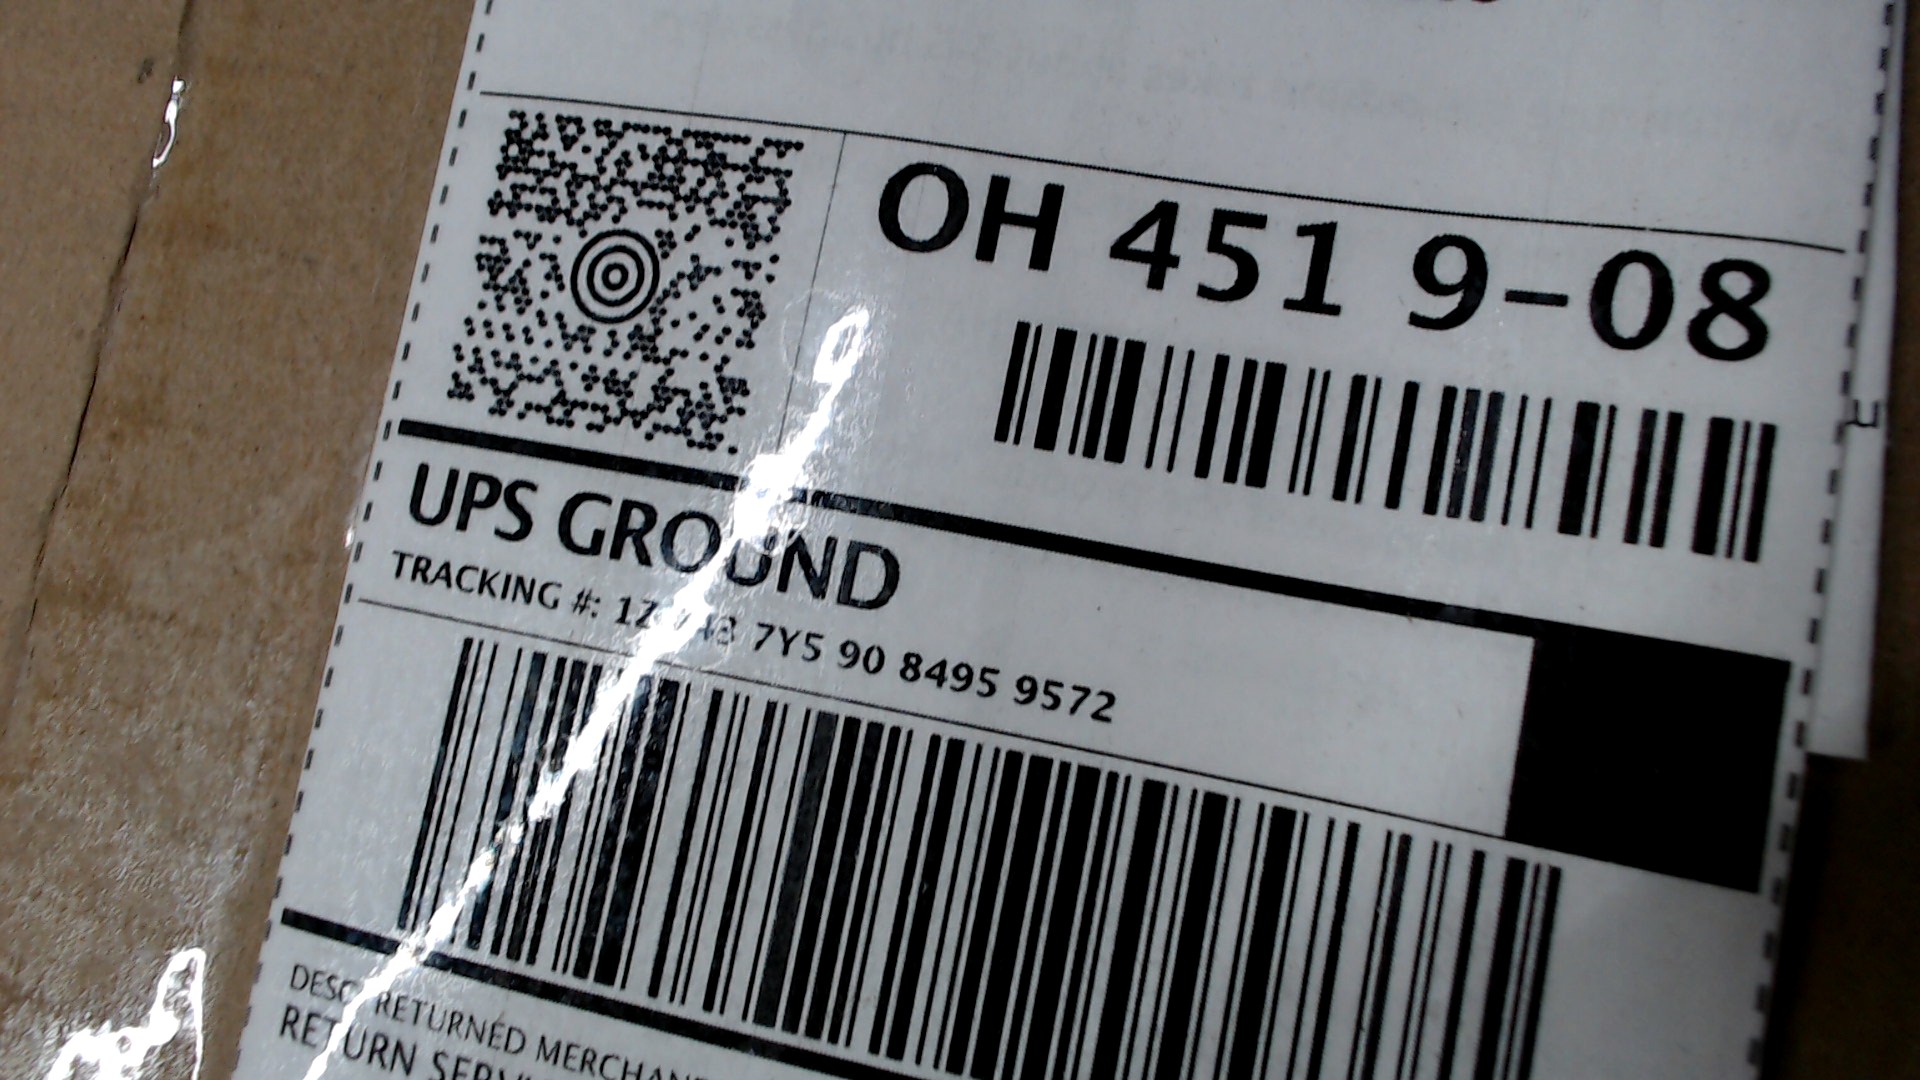 OH 451 9-08
UPS GROUND
TRACKING #: 7Y5 90 8495 9572
RETURNED
RETURN